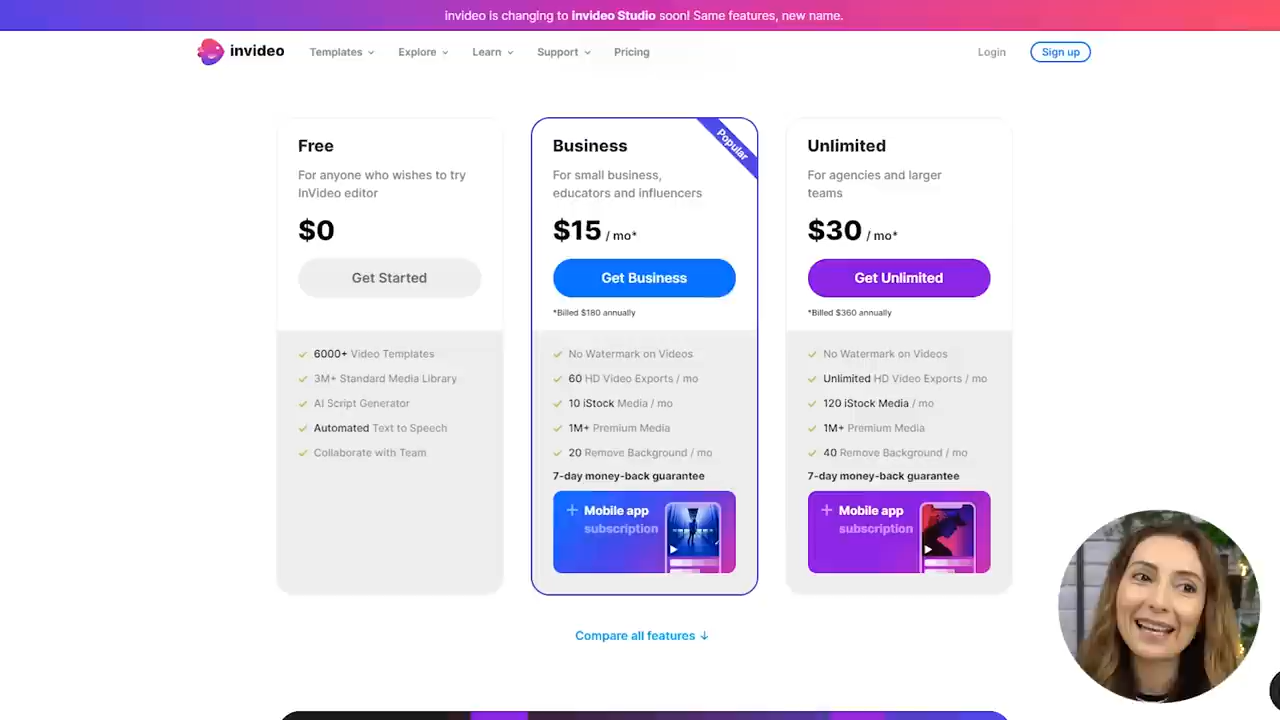 invideo is changing to Invideo Studio soon! Same features, new name.
invideo
Templates
Explore
Learn
Support
Pricing
Login
Sign up
Free
For anyone who wishes to try
InVideo editor
$0
Get Started
6000+ Video Templates
3M+ Standard Media Library
AI Script Generator
Automated Text to Speech
Collaborate with Team
Popular
Business
For small business,
educators and influencers
$15 / mo*
Get Business
*Billed $180 annually
No Watermark on Videos
60 HD Video Exports / mo
10 iStock Media / mo
1M+ Premium Media
20 Remove Background / mo
7-day money-back guarantee
+ Mobile app
subscription
Unlimited
For agencies and larger
teams
$30 / mo*
Get Unlimited
*Billed $360 annually
No Watermark on Videos
Unlimited HD Video Exports / mo
120 iStock Media / mo
1M+ Premium Media
40 Remove Background / mo
7-day money-back guarantee
+ Mobile app
subscription
Compare all features ↓